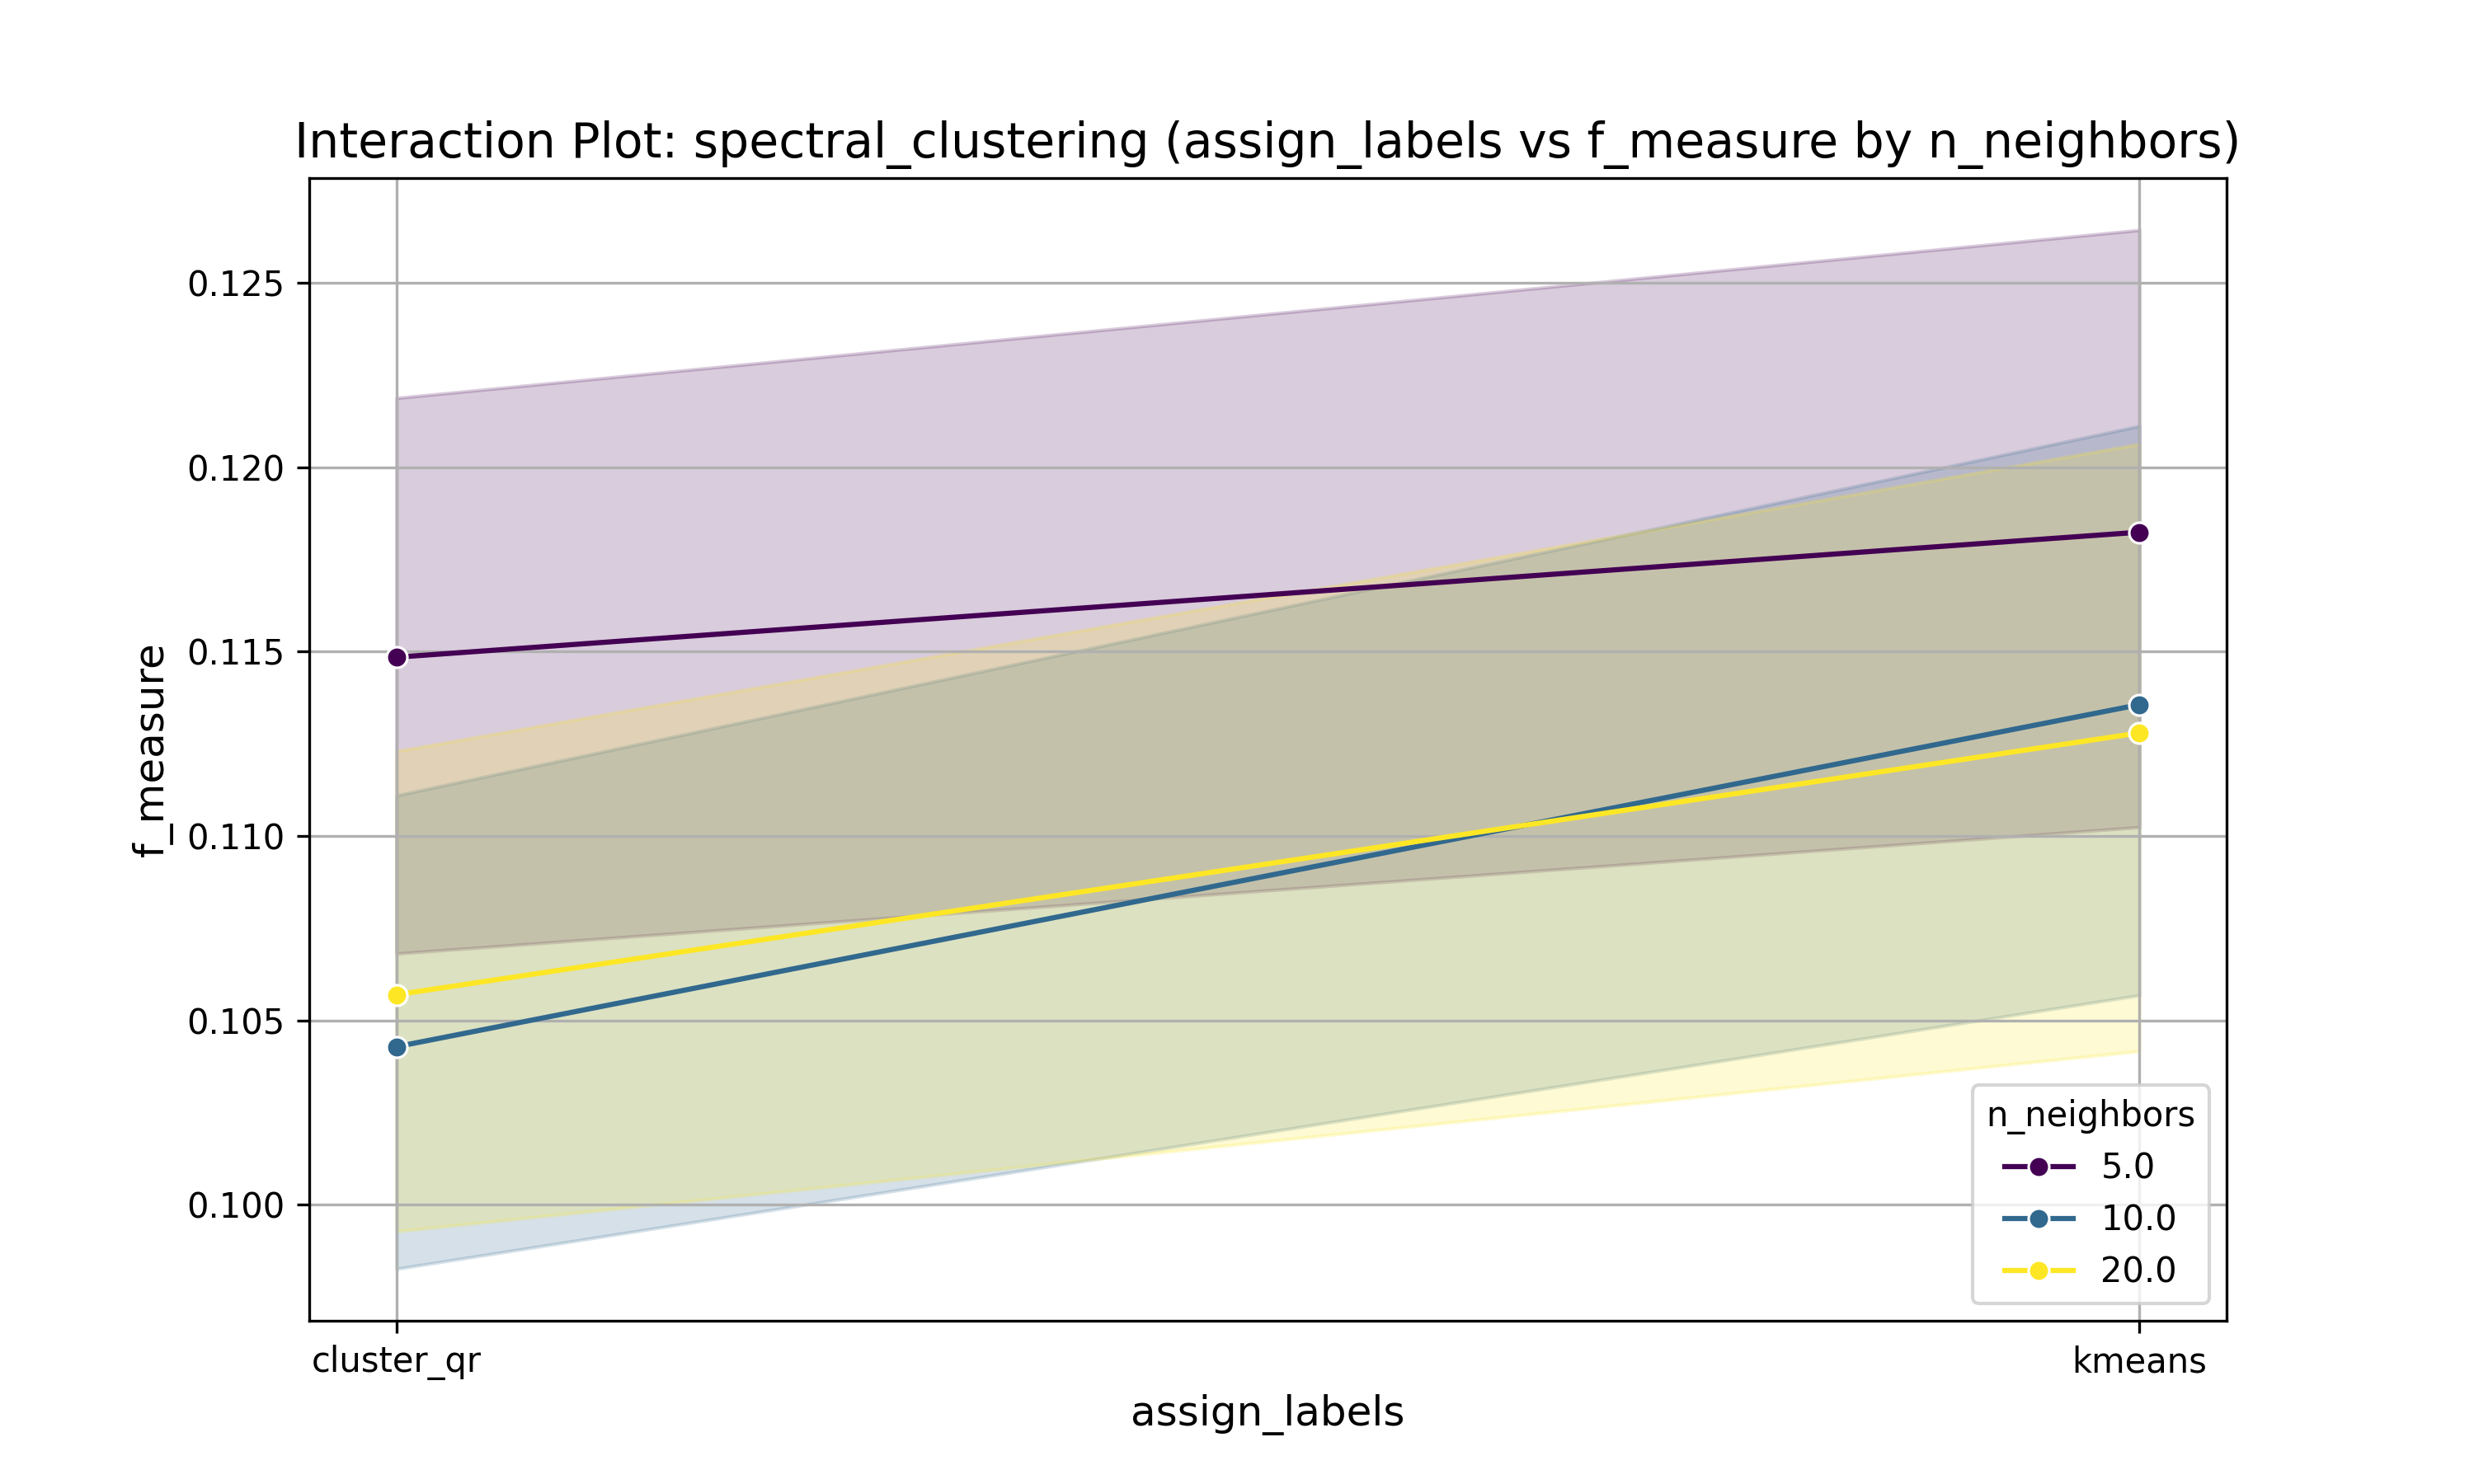 Interaction Plot: spectral_clustering (assign_labels vs f_measure by n_neighbors)
f_measure
0.125
0.120
0.115
0.110
0.105
0.100
n_neighbors
5.0
10.0
20.0
cluster_qr
kmeans
assign_labels